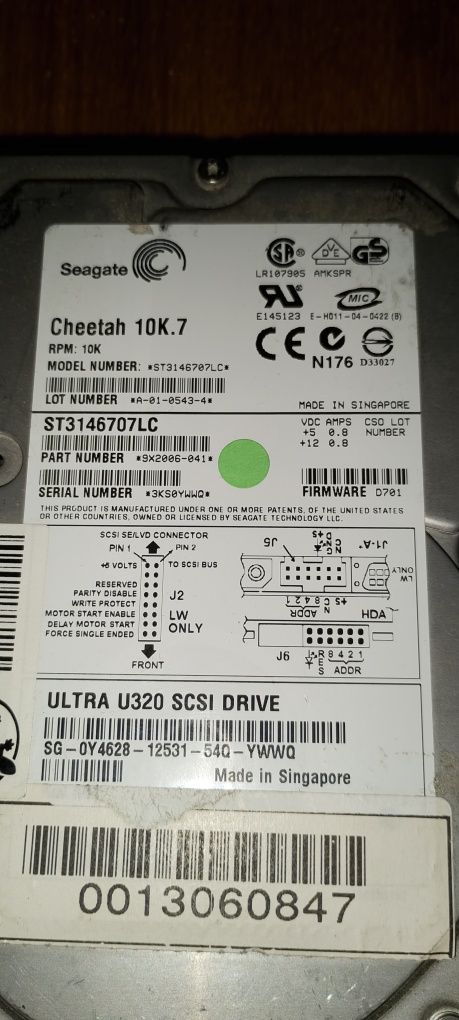 Seagate
LR107905 AMKSPR
E145123 E-H011-04-0422 (B)
MIC
N176 D33027
Cheetah 10K.7
RPM: 10K
MODEL NUMBER: *ST3146707LC*
LOT NUMBER *A-01-0543-4*
MADE IN SINGAPORE
ST3146707LC
VDC AMPS CSO LOT
+5 0.8 NUMBER
+12 0.8
PART NUMBER *9X2006-041*
SERIAL NUMBER *3KS0YWWQ*
FIRMWARE D701
THIS PRODUCT IS MANUFACTURED UNDER ONE OR MORE PATENTS, OF THE UNITED STATES
OR OTHER COUNTRIES, OWNED OR LICENSED BY SEAGATE TECHNOLOGY LLC.
SCSI SE/LVD CONNECTOR
PIN 1 PIN 2
+5 VOLTS TO SCSI BUS
RESERVED
PARITY DISABLE
WRITE PROTECT
MOTOR START ENABLE
DELAY MOTOR START
FORCE SINGLE ENDED
J2
LW
ONLY
FRONT
J5
J1-A*
LW
ONLY
8 4 2 1
ADDR
N C
+5
HDA
J6
R
E
S
8 4 2 1
ADDR
ULTRA U320 SCSI DRIVE
SG-0Y4628-12531-54Q-YWWQ
Made in Singapore
0013060847